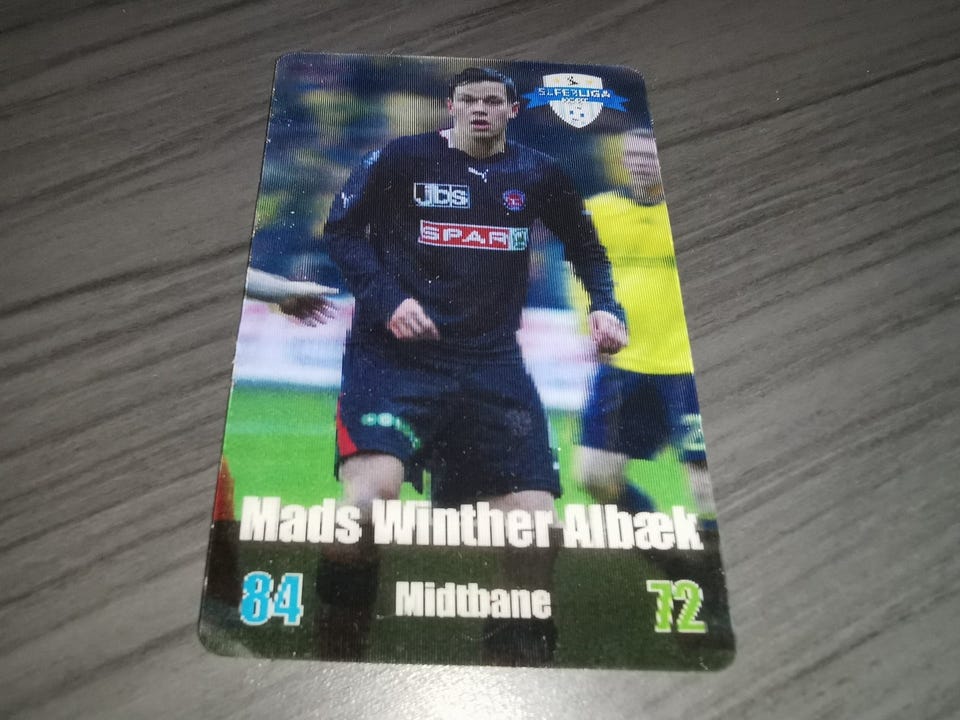 SUPERLIGA
jbs
SPAR
Mads Winther Albæk
84 Midtbane 72